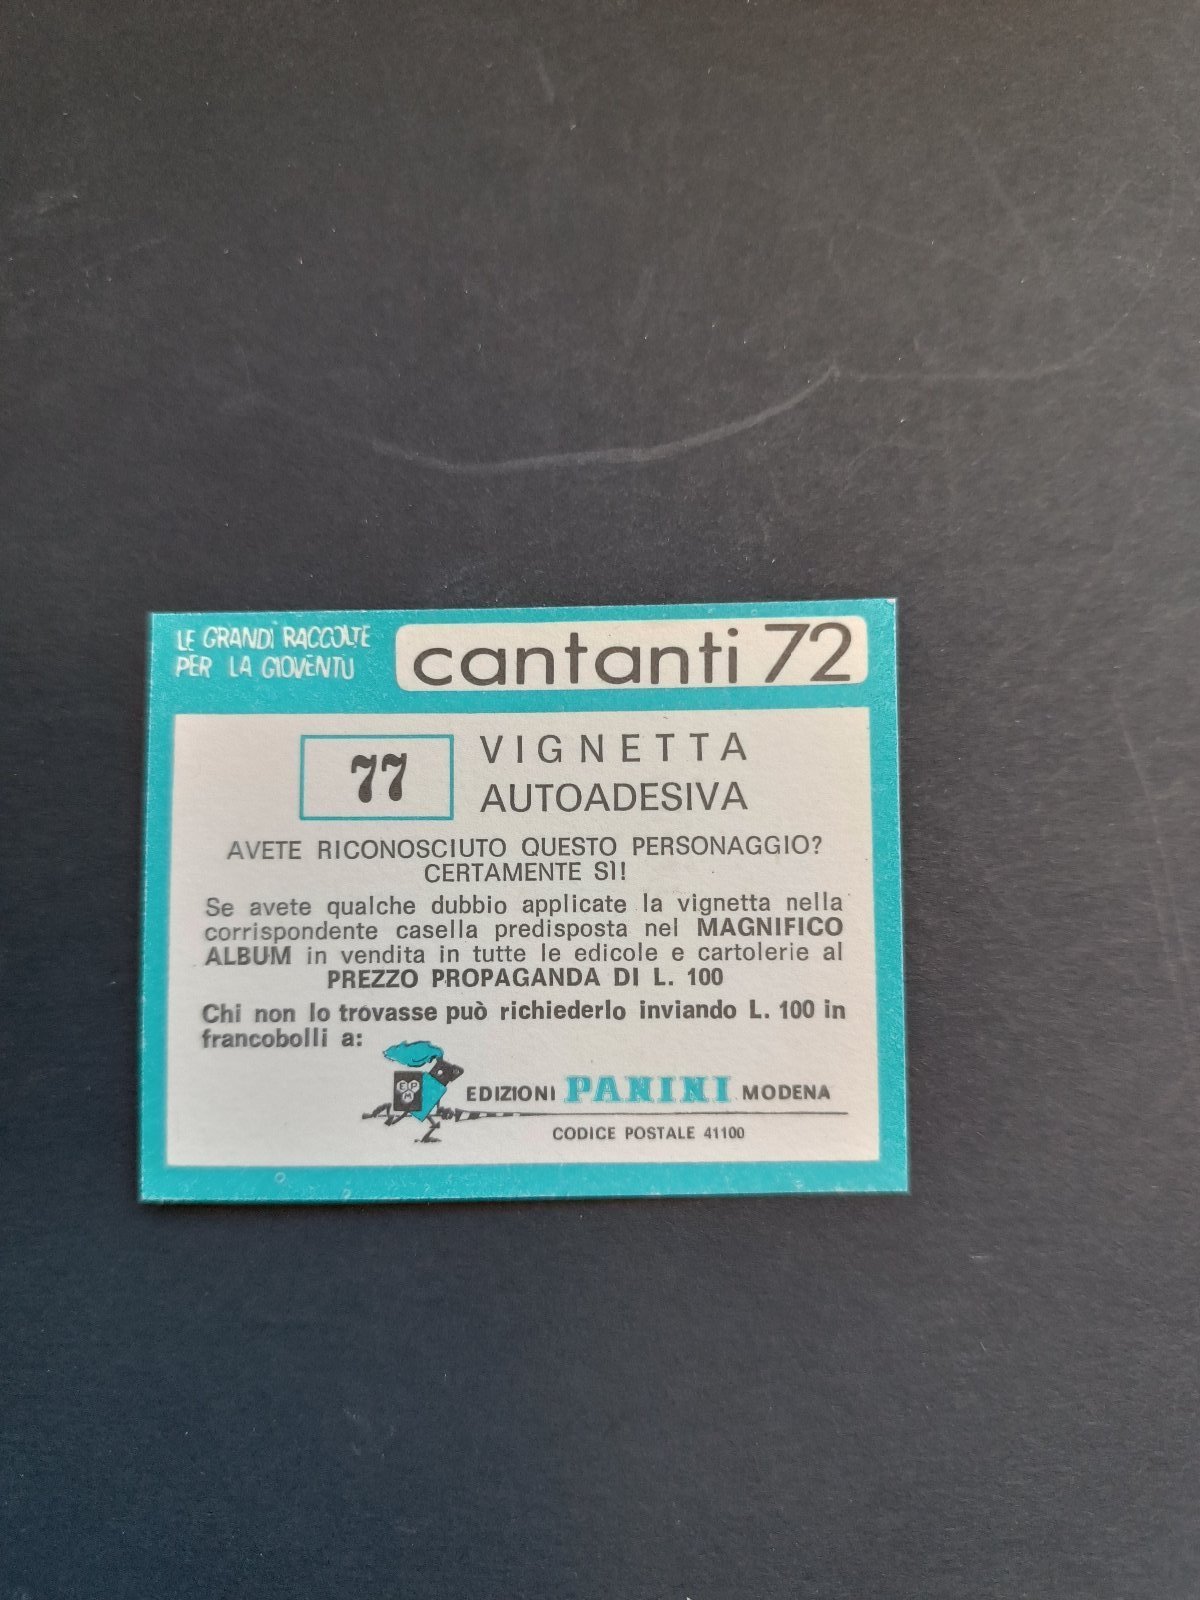 LE GRANDI RACCOLTE
PER LA GIOVENTU
cantanti 72
77
VIGNETTA
AUTOADESIVA
AVETE RICONOSCIUTO QUESTO PERSONAGGIO?
CERTAMENTE SÌ!
Se avete qualche dubbio applicate la vignetta nella
corrispondente casella predisposta nel MAGNIFICO
ALBUM in vendita in tutte le edicole e cartolerie al
PREZZO PROPAGANDA DI L. 100
Chi non lo trovasse può richiederlo inviando L. 100 in
francobolli a:
EPM
EDIZIONI PANINI MODENA
CODICE POSTALE 41100